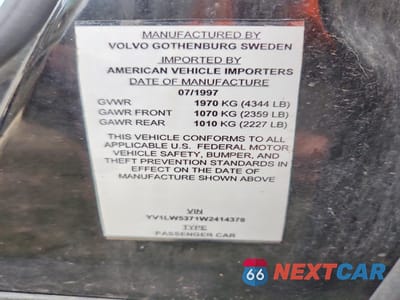 MANUFACTURED BY
VOLVO GOTHENBURG SWEDEN
IMPORTED BY
AMERICAN VEHICLE IMPORTERS
DATE OF MANUFACTURE
07/1997
GVWR 1970 KG (4344 LB)
GAWR FRONT 1070 KG (2359 LB)
GAWR REAR 1010 KG (2227 LB)
THIS VEHICLE CONFORMS TO ALL
APPLICABLE U.S. FEDERAL MOTOR
VEHICLE SAFETY, BUMPER, AND
THEFT PREVENTION STANDARDS IN
EFFECT ON THE DATE OF
MANUFACTURE SHOWN ABOVE
VIN
YV1LW5371W2414378
TYPE
PASSENGER CAR
66 NEXTCAR